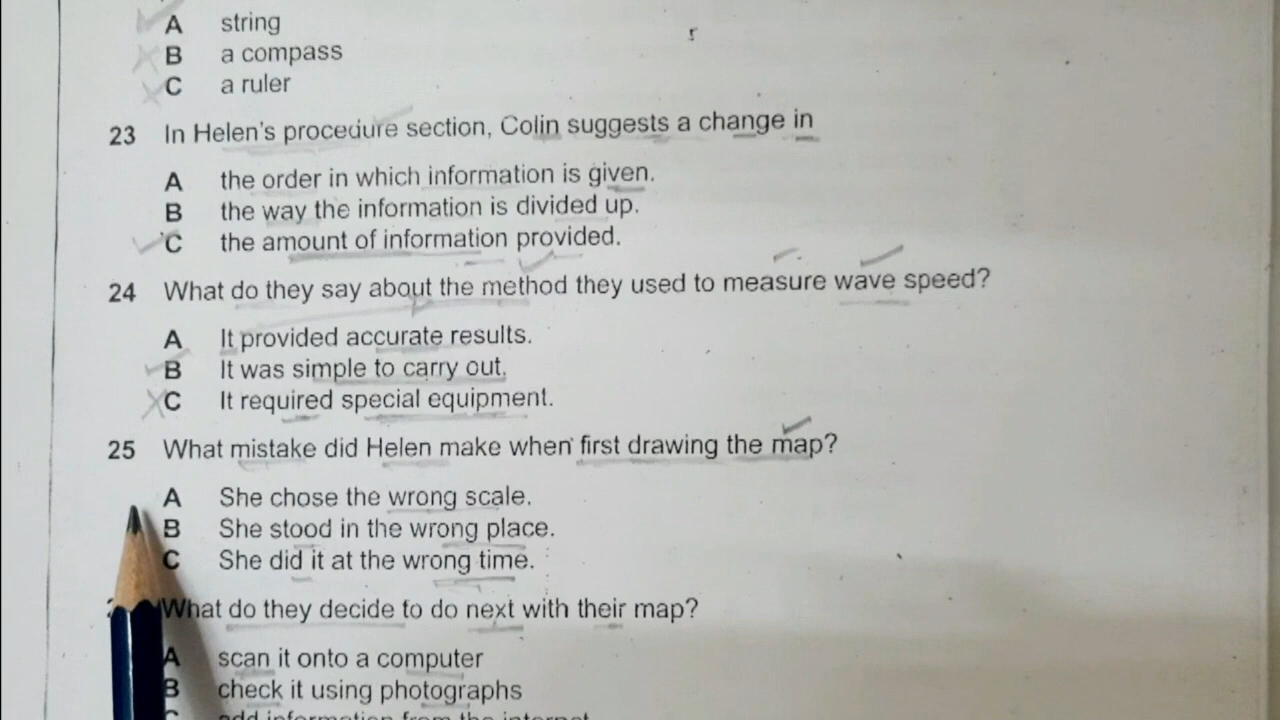 A string
B a compass
C a ruler
23 In Helen's procedure section, Colin suggests a change in
A the order in which information is given.
B the way the information is divided up.
C the amount of information provided.
24 What do they say about the method they used to measure wave speed?
A It provided accurate results.
B It was simple to carry out.
C It required special equipment.
25 What mistake did Helen make when first drawing the map?
A She chose the wrong scale.
B She stood in the wrong place.
C She did it at the wrong time.
What do they decide to do next with their map?
A scan it onto a computer
B check it using photographs
C add information from the internet